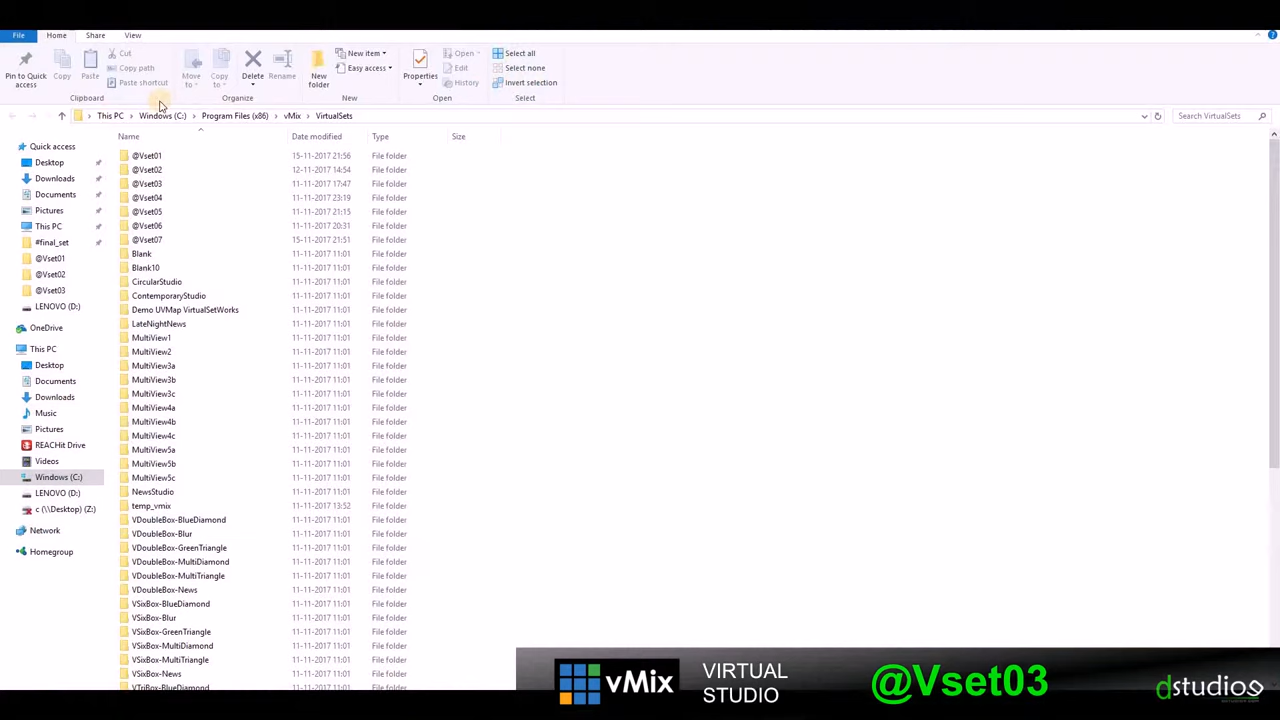 File Home Share View
Pin to Quick access
Copy
Paste
Cut
Copy path
Paste shortcut
Clipboard
Move to
Copy to
Delete
Rename
Organize
New folder
New item
Easy access
New
Properties
Open
Edit
History
Open
Select all
Select none
Invert selection
Select
This PC Windows (C:) Program Files (x86) vMix VirtualSets
Search VirtualSets
Quick access
Desktop
Downloads
Documents
Pictures
This PC
#final_set
@Vset01
@Vset02
@Vset03
LENOVO (D:)
OneDrive
This PC
Desktop
Documents
Downloads
Music
Pictures
REACHit Drive
Videos
Windows (C:)
LENOVO (D:)
c (\\Desktop) (Z:)
Network
Homegroup
Name Date modified Type Size
@Vset01 15-11-2017 21:56 File folder
@Vset02 12-11-2017 14:54 File folder
@Vset03 11-11-2017 17:47 File folder
@Vset04 11-11-2017 23:19 File folder
@Vset05 11-11-2017 21:15 File folder
@Vset06 11-11-2017 20:31 File folder
@Vset07 15-11-2017 21:51 File folder
Blank 11-11-2017 11:01 File folder
Blank10 11-11-2017 11:01 File folder
CircularStudio 11-11-2017 11:01 File folder
ContemporaryStudio 11-11-2017 11:01 File folder
Demo UVMap VirtualSetWorks 11-11-2017 11:01 File folder
LateNightNews 11-11-2017 11:01 File folder
MultiView1 11-11-2017 11:01 File folder
MultiView2 11-11-2017 11:01 File folder
MultiView3a 11-11-2017 11:01 File folder
MultiView3b 11-11-2017 11:01 File folder
MultiView3c 11-11-2017 11:01 File folder
MultiView4a 11-11-2017 11:01 File folder
MultiView4b 11-11-2017 11:01 File folder
MultiView4c 11-11-2017 11:01 File folder
MultiView5a 11-11-2017 11:01 File folder
MultiView5b 11-11-2017 11:01 File folder
MultiView5c 11-11-2017 11:01 File folder
NewsStudio 11-11-2017 11:01 File folder
temp_vmix 11-11-2017 13:52 File folder
VDoubleBox-BlueDiamond 11-11-2017 11:01 File folder
VDoubleBox-Blur 11-11-2017 11:01 File folder
VDoubleBox-GreenTriangle 11-11-2017 11:01 File folder
VDoubleBox-MultiDiamond 11-11-2017 11:01 File folder
VDoubleBox-MultiTriangle 11-11-2017 11:01 File folder
VDoubleBox-News 11-11-2017 11:01 File folder
VSixBox-BlueDiamond 11-11-2017 11:01 File folder
VSixBox-Blur 11-11-2017 11:01 File folder
VSixBox-GreenTriangle 11-11-2017 11:01 File folder
VSixBox-MultiDiamond 11-11-2017 11:01 File folder
VSixBox-MultiTriangle 11-11-2017 11:01 File folder
VSixBox-News 11-11-2017 11:01 File folder
VTriBox-BlueDiamond 11-11-2017 11:01 File folder
vMix
VIRTUAL
STUDIO
@Vset03
dstudios